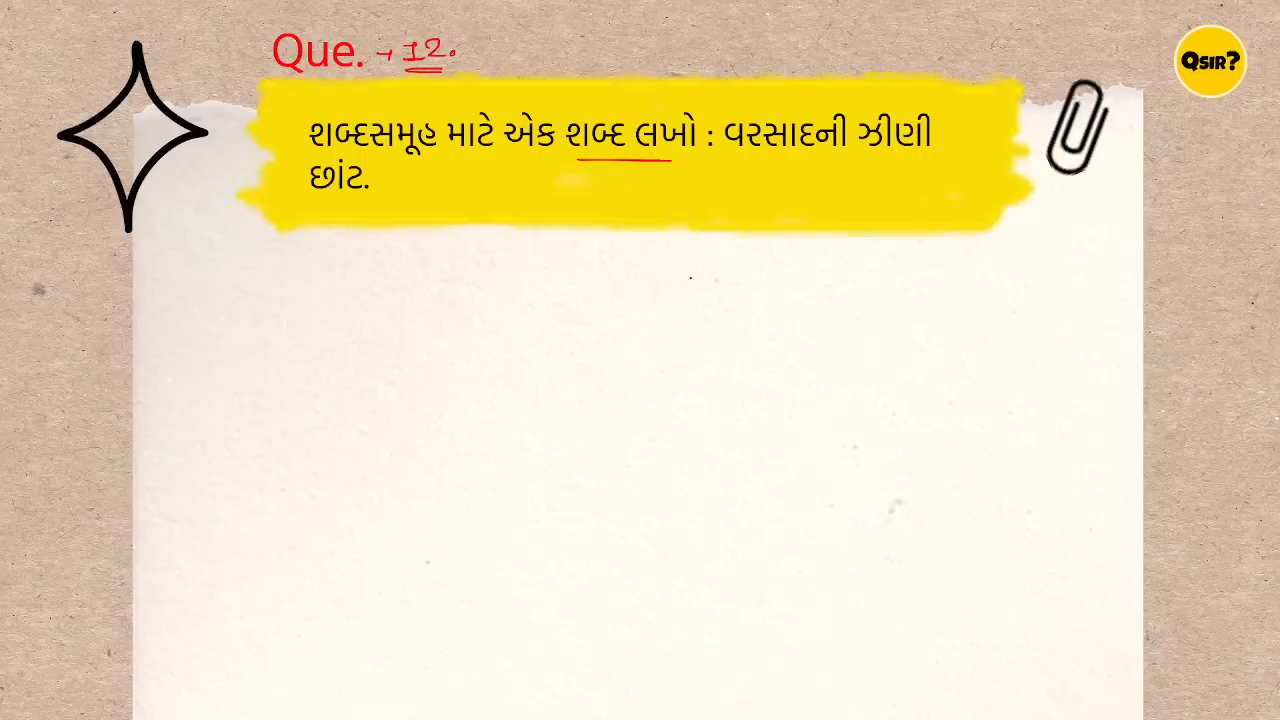 Que. → 12.
QSIR?
શબ્દસમૂહ માટે એક શબ્દ લખો : વરસાદની ઝીણી
છાંટ.